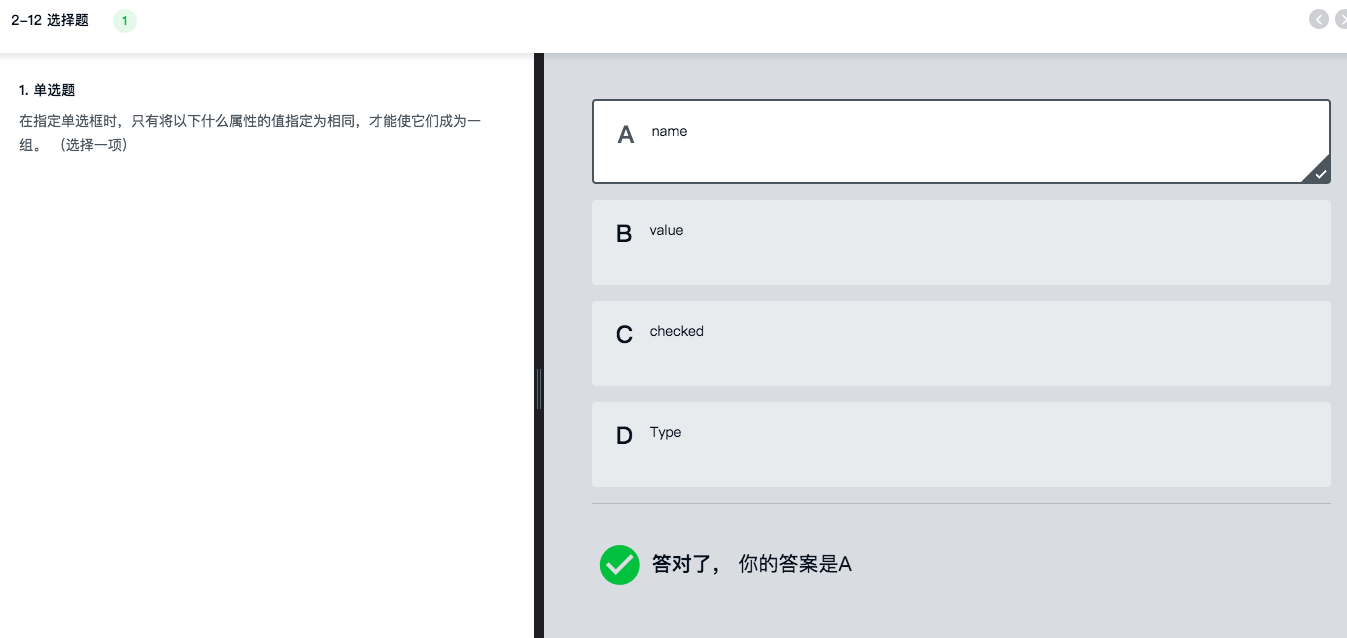 2-12 选择题 1
1. 单选题
在指定单选框时，只有将以下什么属性的值指定为相同，才能使它们成为一
组。 （选择一项）
A name
B value
C checked
D Type
答对了， 你的答案是A